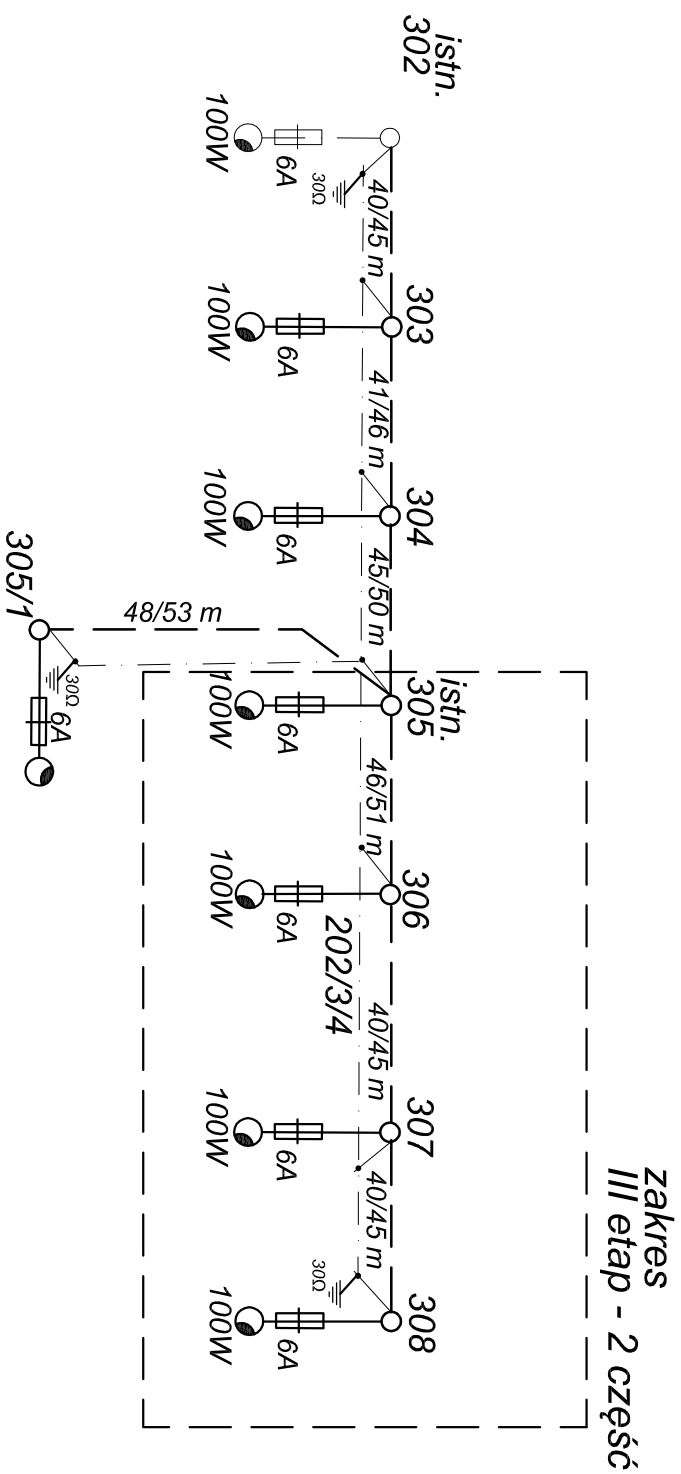 zakres
III etap - 2 część
istn.
302
303
304
istn.
305
306
307
308
40/45 m
41/46 m
45/50 m
46/51 m
40/45 m
40/45 m
202/3/4
30Ω
30Ω
6A
6A
6A
6A
6A
6A
6A
100W
100W
100W
100W
100W
100W
100W
48/53 m
305/1
30Ω
6A